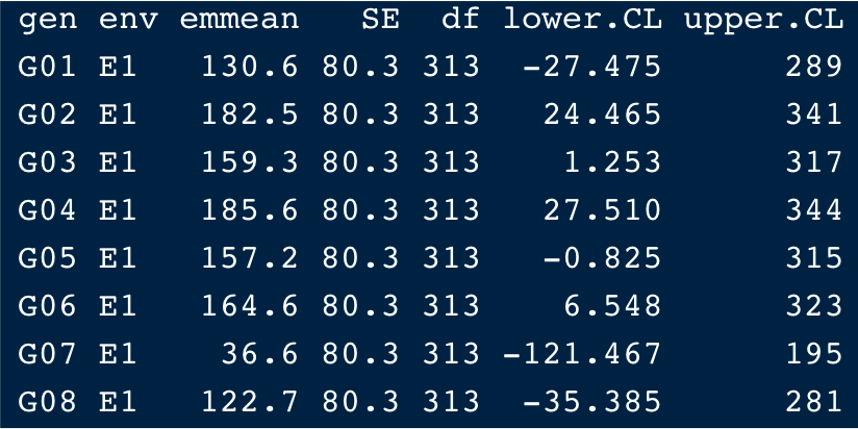 gen env emmean SE df lower.CL upper.CL
G01 E1 130.6 80.3 313 -27.475 289
G02 E1 182.5 80.3 313 24.465 341
G03 E1 159.3 80.3 313 1.253 317
G04 E1 185.6 80.3 313 27.510 344
G05 E1 157.2 80.3 313 -0.825 315
G06 E1 164.6 80.3 313 6.548 323
G07 E1 36.6 80.3 313 -121.467 195
G08 E1 122.7 80.3 313 -35.385 281